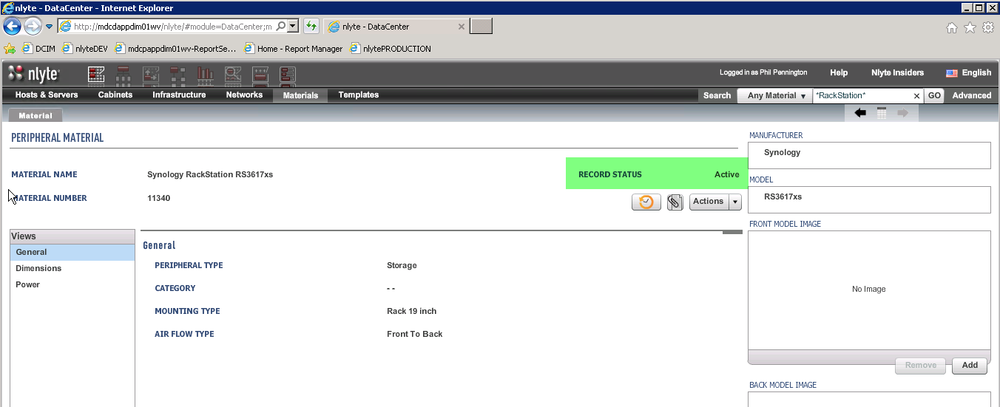 nlyte - DataCenter - Internet Explorer
http://mdcdappdim01wv/nlyte/#module=DataCenter;m
nlyte - DataCenter
DCIM nlyteDEV mdcpappdim01wv-ReportSe... Home - Report Manager nlytePRODUCTION
nlyte
Logged in as Phil Pennington Help Nlyte Insiders English
Hosts & Servers Cabinets Infrastructure Networks Materials Templates Search Any Material *RackStation* GO Advanced
Material
PERIPHERAL MATERIAL
MATERIAL NAME Synology RackStation RS3617xs
RECORD STATUS Active
MATERIAL NUMBER 11340
Actions
Views
General
Dimensions
Power
General
PERIPHERAL TYPE Storage
CATEGORY - -
MOUNTING TYPE Rack 19 inch
AIR FLOW TYPE Front To Back
MANUFACTURER
Synology
MODEL
RS3617xs
FRONT MODEL IMAGE
No Image
Remove Add
BACK MODEL IMAGE